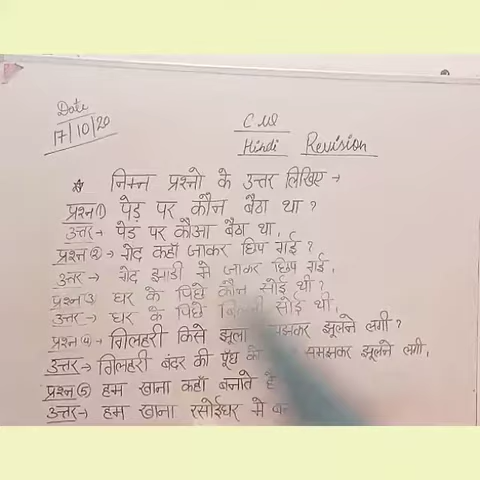 Date
17/10/20
C.W
Hindi Revision
निम्न प्रश्नो के उत्तर लिखिए →
प्रश्न① पेड़ पर कौन बैठा था ?
उत्तर→ पेड़ पर कौआ बैठा था,
प्रश्न②→ गेंद कहाँ जाकर छिप गई ?
उत्तर → गेंद झाडी मे जाकर छिप गई,
प्रश्न③ घर के पिछे कौन सोई थी ?
उत्तर→ घर के पिछे सोई थी,
प्रश्न④→ गिलहरी किसे झूला झूलने लगी ?
उत्तर→ गिलहरी बंदर की पूँछ समझकर झूलने लगी,
प्रश्न⑤ हम खाना कहाँ बनाते है
उत्तर→ हम खाना रसोईघर मे